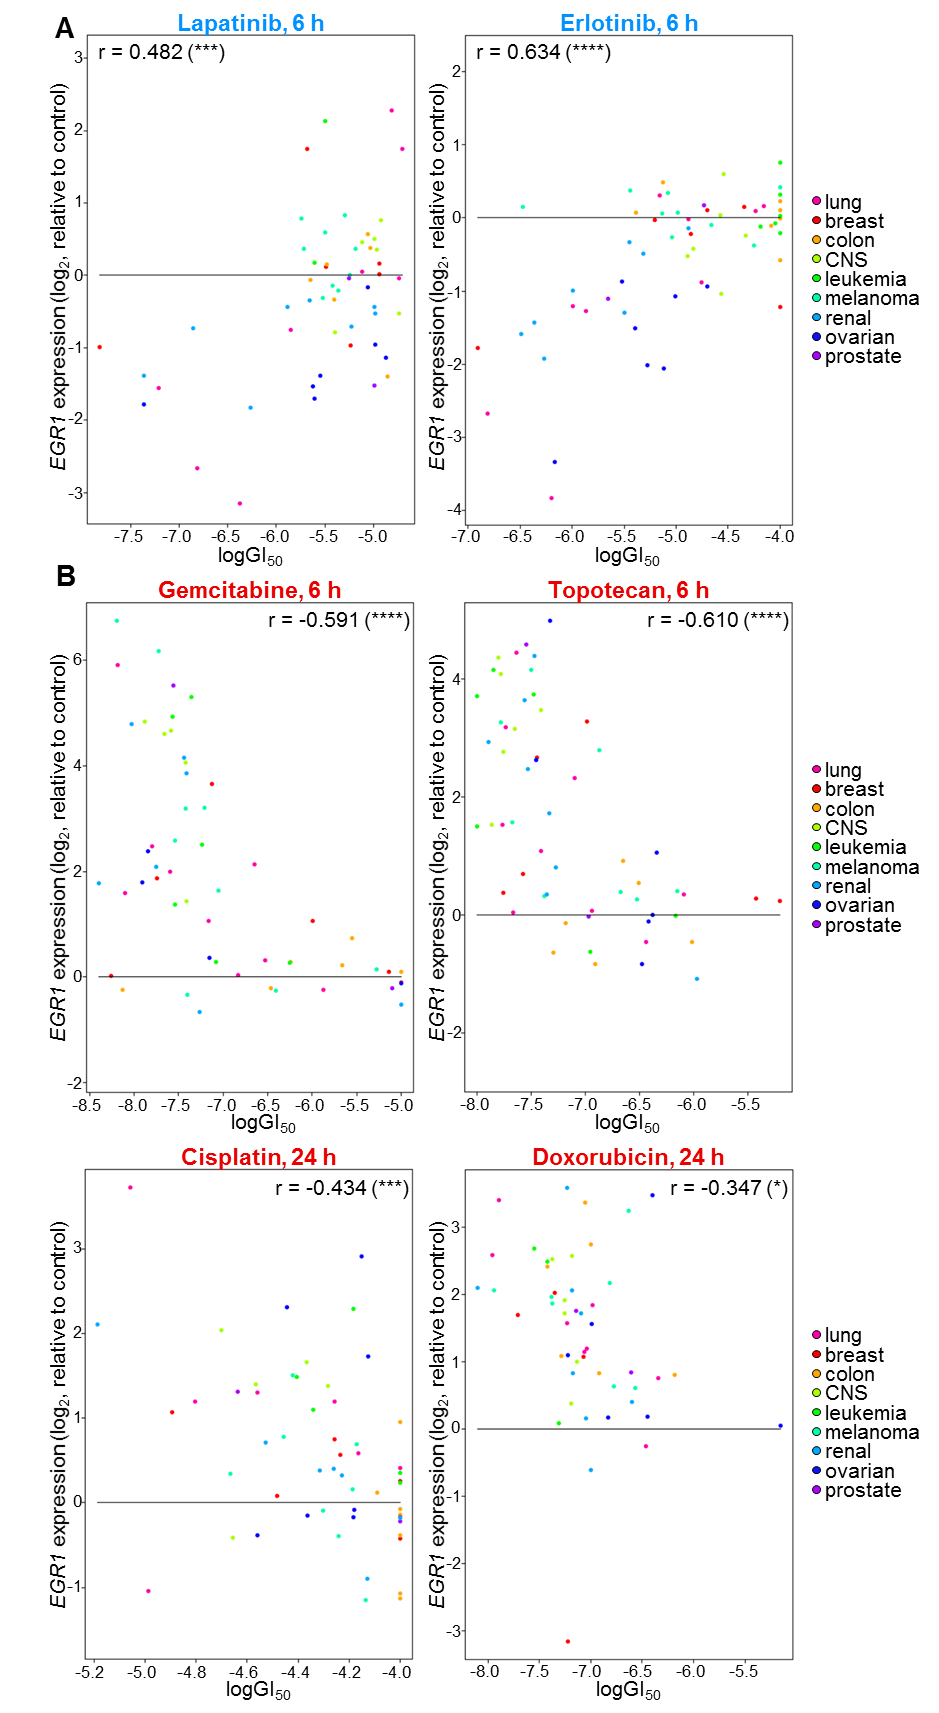 A
Lapatinib, 6 h
r = 0.482 (***)
EGR1 expression (log2, relative to control)
3
2
1
0
-1
-2
-3
-7.5 -7.0 -6.5 -6.0 -5.5 -5.0
logGI50
Erlotinib, 6 h
r = 0.634 (****)
EGR1 expression (log2, relative to control)
2
1
0
-1
-2
-3
-4
-7.0 -6.5 -6.0 -5.5 -5.0 -4.5 -4.0
logGI50
lung
breast
colon
CNS
leukemia
melanoma
renal
ovarian
prostate
B
Gemcitabine, 6 h
r = -0.591 (****)
EGR1 expression (log2, relative to control)
6
4
2
0
-2
-8.5 -8.0 -7.5 -7.0 -6.5 -6.0 -5.5 -5.0
logGI50
Topotecan, 6 h
r = -0.610 (****)
EGR1 expression (log2, relative to control)
4
2
0
-2
-8.0 -7.5 -7.0 -6.5 -6.0 -5.5
logGI50
lung
breast
colon
CNS
leukemia
melanoma
renal
ovarian
prostate
Cisplatin, 24 h
r = -0.434 (***)
EGR1 expression (log2, relative to control)
3
2
1
0
-1
-5.2 -5.0 -4.8 -4.6 -4.4 -4.2 -4.0
logGI50
Doxorubicin, 24 h
r = -0.347 (*)
EGR1 expression (log2, relative to control)
3
2
1
0
-1
-2
-3
-8.0 -7.5 -7.0 -6.5 -6.0 -5.5
logGI50
lung
breast
colon
CNS
leukemia
melanoma
renal
ovarian
prostate